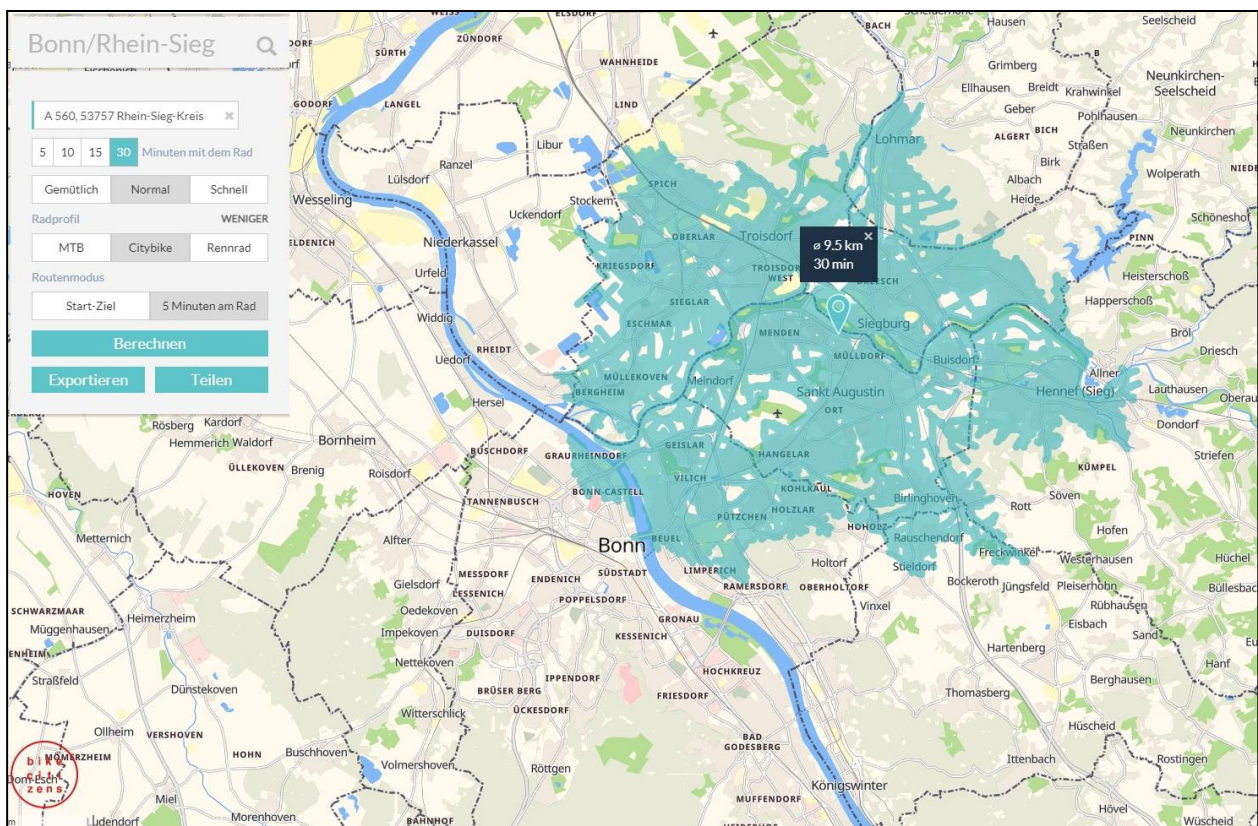 Bonn/Rhein-Sieg
A 560, 53757 Rhein-Sieg-Kreis ×
5 10 15 30 Minuten mit dem Rad
Gemütlich Normal Schnell
Radprofil WENIGER
MTB Citybike Rennrad
Routenmodus
Start-Ziel 5 Minuten am Rad
Berechnen
Exportieren Teilen
⌀ 9.5 km ×
30 min
ZÜNDORF
SÜRTH
WAHNHEIDE
LANGEL
LIND
Libur
Ranzel
Lülsdorf
Wesseling
Uckendorf
Stockem
Niederkassel
Urfeld
Widdig
RHEIDT
Uedorf
Hersel
BACH
Hausen
Seelscheid
Grimberg
Ellhausen
Breidt
Krahwinkel
Neunkirchen-
Seelscheid
Geber
Pohlhausen
ALGERT
BICH
Straßen
Neunkirchen
Birk
Wolperath
Albach
Heide
Schöneshof
PINN
Heisterschoß
Happerschoß
Bröl
Driesch
Lohmar
SPICH
OBERLAR
Troisdorf
KRIEGSDORF
TROISDORF
WEST
SIEGLAR
ESCHMAR
MENDEN
Siegburg
MÜLLDORF
Buisdorf
MÜLLEKOVEN
Meindorf
BERGHEIM
Sankt Augustin
ORT
Hennef (Sieg)
Allner
Lauthausen
Dondorf
Striefen
GEISLAR
HANGELAR
GRAURHEINDORF
VILICH
KOHLKAUL
BONN-CASTELL
PÜTZCHEN
HOLZLAR
Birlinghoven
HOHOLZ
Rauschendorf
BEUEL
Bonn
LIMPERICH
Holtorf
Stieldorf
Freckwinkel
KÜMPEL
Söven
Rott
Hofen
Westerhausen
Hüchel
Bockeroth
Jüngsfeld
Pleiserhohn
Rübhausen
Eisbach
Sand
Hanf
RAMERSDORF
OBERHOLTORF
Vinxel
Hartenberg
Berghausen
Thomasberg
Hüscheid
Ittenbach
Rostingen
Hövel
Wüscheid
Rösberg
Kardorf
Hemmerich
Waldorf
Bornheim
ÜLLEKOVEN
Brenig
Roisdorf
BUSCHDORF
HOVEN
TANNENBUSCH
Metternich
Alfter
MESSDORF
ENDENICH
SÜDSTADT
Gielsdorf
LESSENICH
POPPELSDORF
SCHWARZMAAR
Heimerzheim
Müggenhausen
Oedekoven
DUISDORF
KESSENICH
GRONAU
Impekoven
Straßfeld
Nettekoven
HOCHKREUZ
IPPENDORF
Dünstekoven
BRÜSER BERG
ÜCKESDORF
FRIESDORF
Witterschlick
Ollheim
VERSHOVEN
BAD
GODESBERG
MÖMERZHEIM
HOHN
Buschhoven
Volmershoven
Röttgen
Königswinter
Miel
MUFFENDORF
Morenhoven
bike
citi
zens